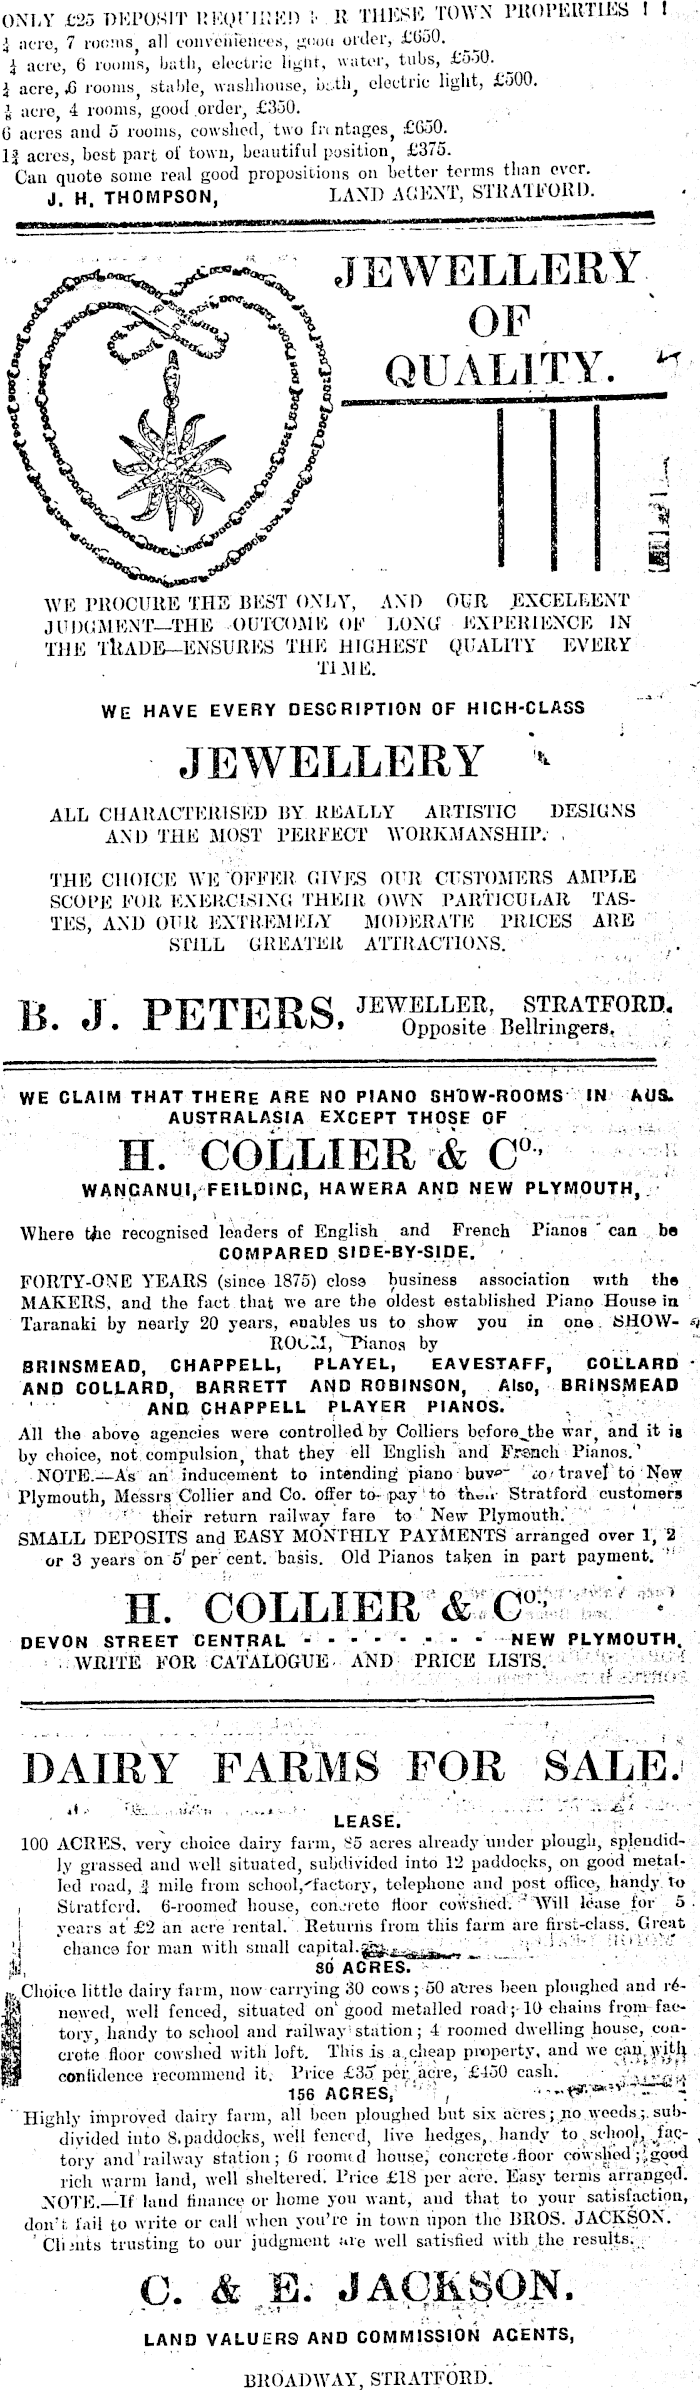 ONLY £25 DEPOSIT REQUIRED F R THESE TOWN PROPERTIES ! !
¼ acre, 7 rooms, all conveniences, good order, £650.
¼ acre, 6 rooms, bath, electric light, water, tubs, £550.
¼ acre, 6 rooms, stable, washhouse, bath, electric light, £500.
⅛ acre, 4 rooms, good order, £350.
6 acres and 5 rooms, cowshed, two frontages, £650.
1¾ acres, best part of town, beautiful position, £375.
Can quote some real good propositions on better terms than ever.
J. H. THOMPSON, LAND AGENT, STRATFORD.
JEWELLERY
OF
QUALITY.
WE PROCURE THE BEST ONLY, AND OUR EXCELLENT
JUDGMENT—THE OUTCOME OF LONG EXPERIENCE IN
THE TRADE—ENSURES THE HIGHEST QUALITY EVERY
TIME.
WE HAVE EVERY DESCRIPTION OF HIGH-CLASS
JEWELLERY
ALL CHARACTERISED BY REALLY ARTISTIC DESIGNS
AND THE MOST PERFECT WORKMANSHIP.
THE CHOICE WE OFFER GIVES OUR CUSTOMERS AMPLE
SCOPE FOR EXERCISING THEIR OWN PARTICULAR TAS-
TES, AND OUR EXTREMELY MODERATE PRICES ARE
STILL GREATER ATTRACTIONS.
B. J. PETERS, JEWELLER, STRATFORD.
Opposite Bellringers.
WE CLAIM THAT THERE ARE NO PIANO SHOW-ROOMS IN AUS.
AUSTRALASIA EXCEPT THOSE OF
H. COLLIER & Co.,
WANGANUI, FEILDING, HAWERA AND NEW PLYMOUTH,
Where the recognised leaders of English and French Pianos can be
COMPARED SIDE-BY-SIDE.
FORTY-ONE YEARS (since 1875) close business association with the
MAKERS, and the fact that we are the oldest established Piano House in
Taranaki by nearly 20 years, enables us to show you in one SHOW-
ROOM, Pianos by
BRINSMEAD, CHAPPELL, PLAYEL, EAVESTAFF, COLLARD
AND COLLARD, BARRETT AND ROBINSON, Also, BRINSMEAD
AND CHAPPELL PLAYER PIANOS.
All the above agencies were controlled by Colliers before the war, and it is
by choice, not compulsion, that they ell English and French Pianos.
NOTE.—As an inducement to intending piano buye to travel to New
Plymouth, Messrs Collier and Co. offer to pay to their Stratford customers
their return railway fare to New Plymouth.
SMALL DEPOSITS and EASY MONTHLY PAYMENTS arranged over 1, 2
or 3 years on 5 per cent. basis. Old Pianos taken in part payment.
H. COLLIER & Co.,
DEVON STREET CENTRAL - - - - - - - - NEW PLYMOUTH.
WRITE FOR CATALOGUE AND PRICE LISTS.
DAIRY FARMS FOR SALE.
LEASE.
100 ACRES, very choice dairy farm, 85 acres already under plough, splendid-
ly grassed and well situated, subdivided into 12 paddocks, on good metal-
led road, ¾ mile from school, factory, telephone and post office, handy to
Stratford. 6-roomed house, concrete floor cowshed. Will lease for 5
years at £2 an acre rental. Returns from this farm are first-class. Great
chance for man with small capital.
80 ACRES.
Choice little dairy farm, now carrying 30 cows; 50 acres been ploughed and re-
newed, well fenced, situated on good metalled road; 10 chains from fac-
tory, handy to school and railway station; 4 roomed dwelling house, con-
crete floor cowshed with loft. This is a cheap property, and we can with
confidence recommend it. Price £35 per acre, £450 cash.
156 ACRES,
Highly improved dairy farm, all been ploughed but six acres; no weeds; sub-
divided into 8 paddocks, well fenced, live hedges, handy to school, fac-
tory and railway station; 6 roomed house, concrete floor cowshed; good
rich warm land, well sheltered. Price £18 per acre. Easy terms arranged.
NOTE.—If land finance or home you want, and that to your satisfaction,
don't fail to write or call when you're in town upon the BROS. JACKSON.
Clients trusting to our judgment are well satisfied with the results.
C. & E. JACKSON,
LAND VALUERS AND COMMISSION AGENTS,
BROADWAY, STRATFORD.